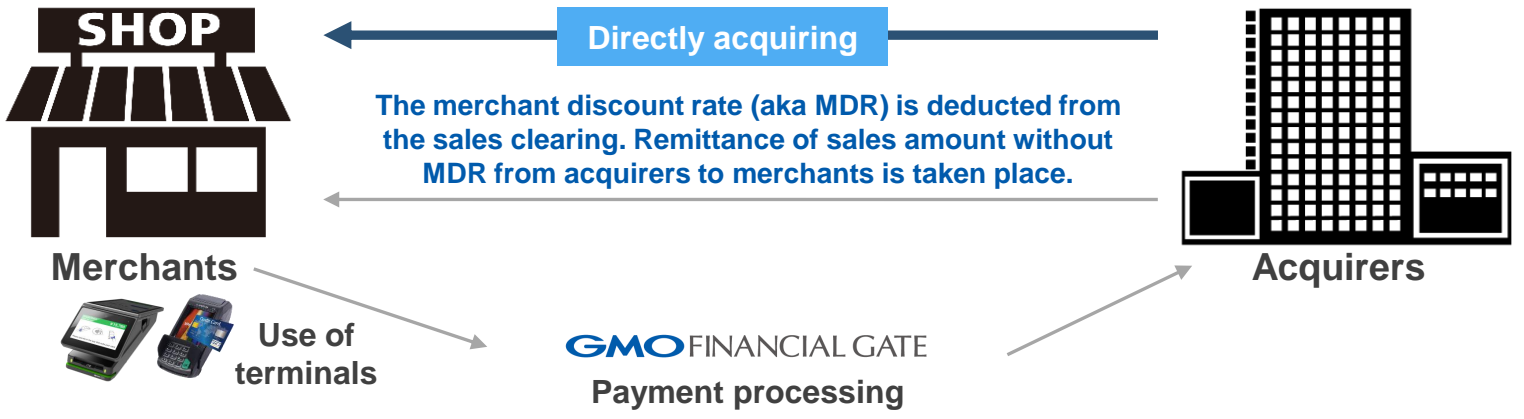 SHOP
Directly acquiring
The merchant discount rate (aka MDR) is deducted from
the sales clearing. Remittance of sales amount without
MDR from acquirers to merchants is taken place.
Merchants
Acquirers
Use of
terminals
GMO FINANCIAL GATE
Payment processing